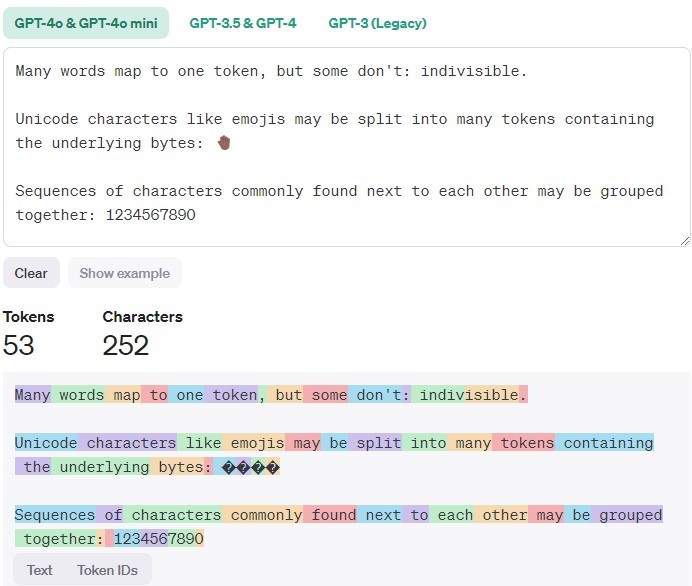 GPT-4o & GPT-4o mini GPT-3.5 & GPT-4 GPT-3 (Legacy)
Many words map to one token, but some don't: indivisible.
Unicode characters like emojis may be split into many tokens containing
the underlying bytes: 🤚🏾
Sequences of characters commonly found next to each other may be grouped
together: 1234567890
Clear Show example
Tokens Characters
53 252
Many words map to one token, but some don't: indivisible.
Unicode characters like emojis may be split into many tokens containing
the underlying bytes: ����
Sequences of characters commonly found next to each other may be grouped
together: 1234567890
Text Token IDs